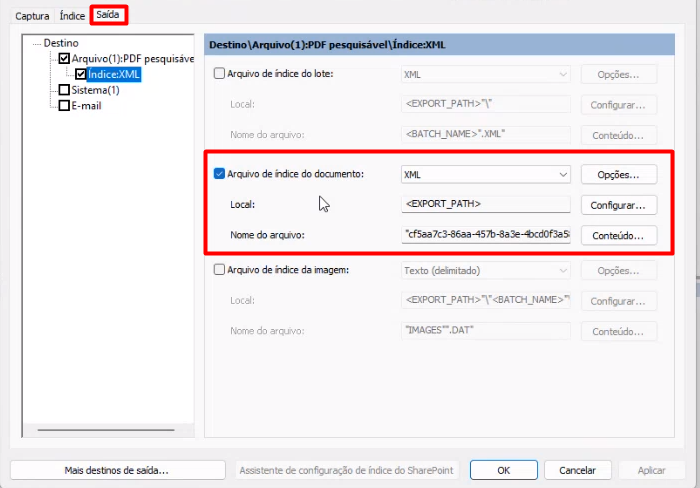 Captura Índice Saída
Destino
Arquivo(1):PDF pesquisáve
Índice:XML
Sistema(1)
E-mail
Destino\Arquivo(1):PDF pesquisável\Índice:XML
Arquivo de índice do lote: XML Opções...
Local: <EXPORT_PATH>"\" Configurar...
Nome do arquivo: <BATCH_NAME>".XML" Conteúdo...
Arquivo de índice do documento: XML Opções...
Local: <EXPORT_PATH> Configurar...
Nome do arquivo: "cf5aa7c3-86aa-457b-8a3e-4bcd0f3a58 Conteúdo...
Arquivo de índice da imagem: Texto (delimitado) Opções...
Local: <EXPORT_PATH>"\"<BATCH_NAME>"\ Configurar...
Nome do arquivo: "IMAGES"".DAT" Conteúdo...
Mais destinos de saída... Assistente de configuração de índice do SharePoint OK Cancelar Aplicar